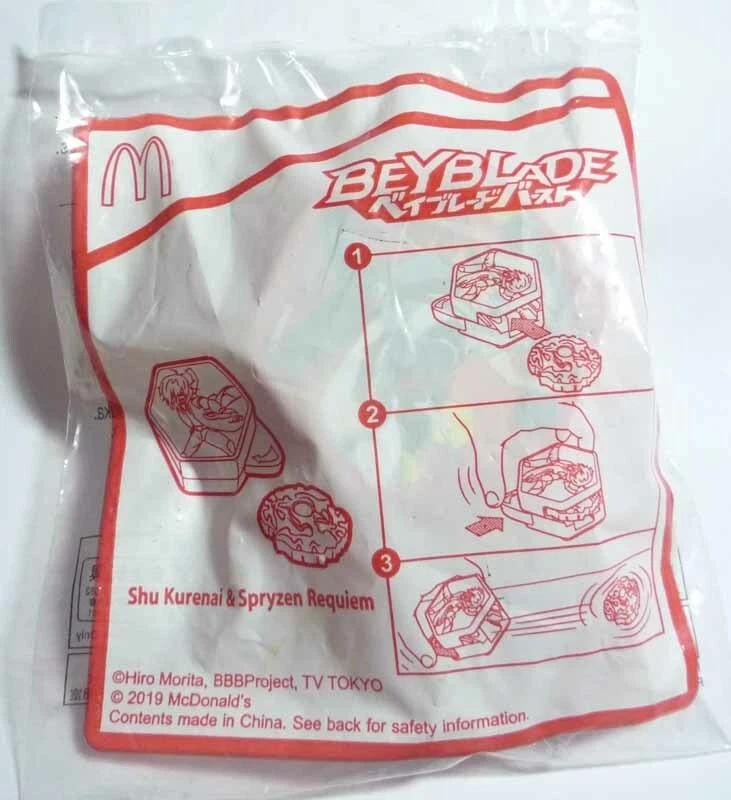 BEYBLADE
ベイブレードバースト
1
2
3
Shu Kurenai & Spryzen Requiem
©Hiro Morita, BBBProject, TV TOKYO
© 2019 McDonald's
Contents made in China. See back for safety information.